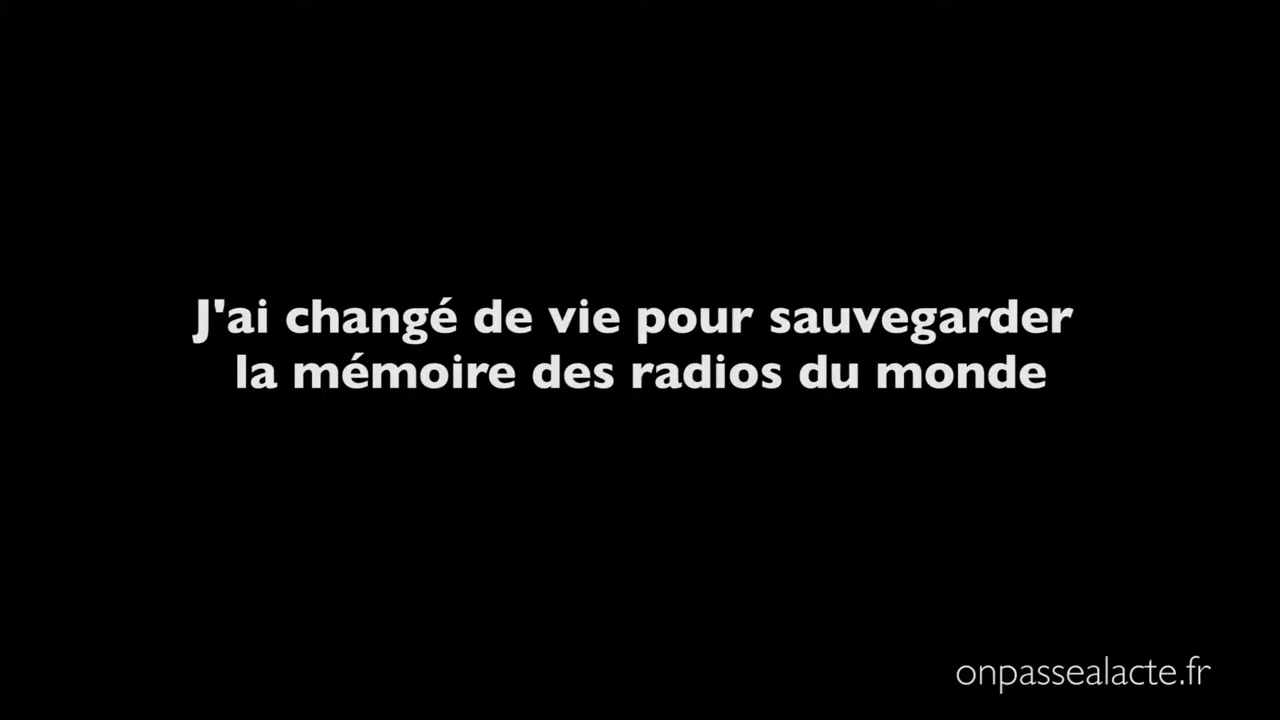 J'ai changé de vie pour sauvegarder
la mémoire des radios du monde
onpassealacte.fr